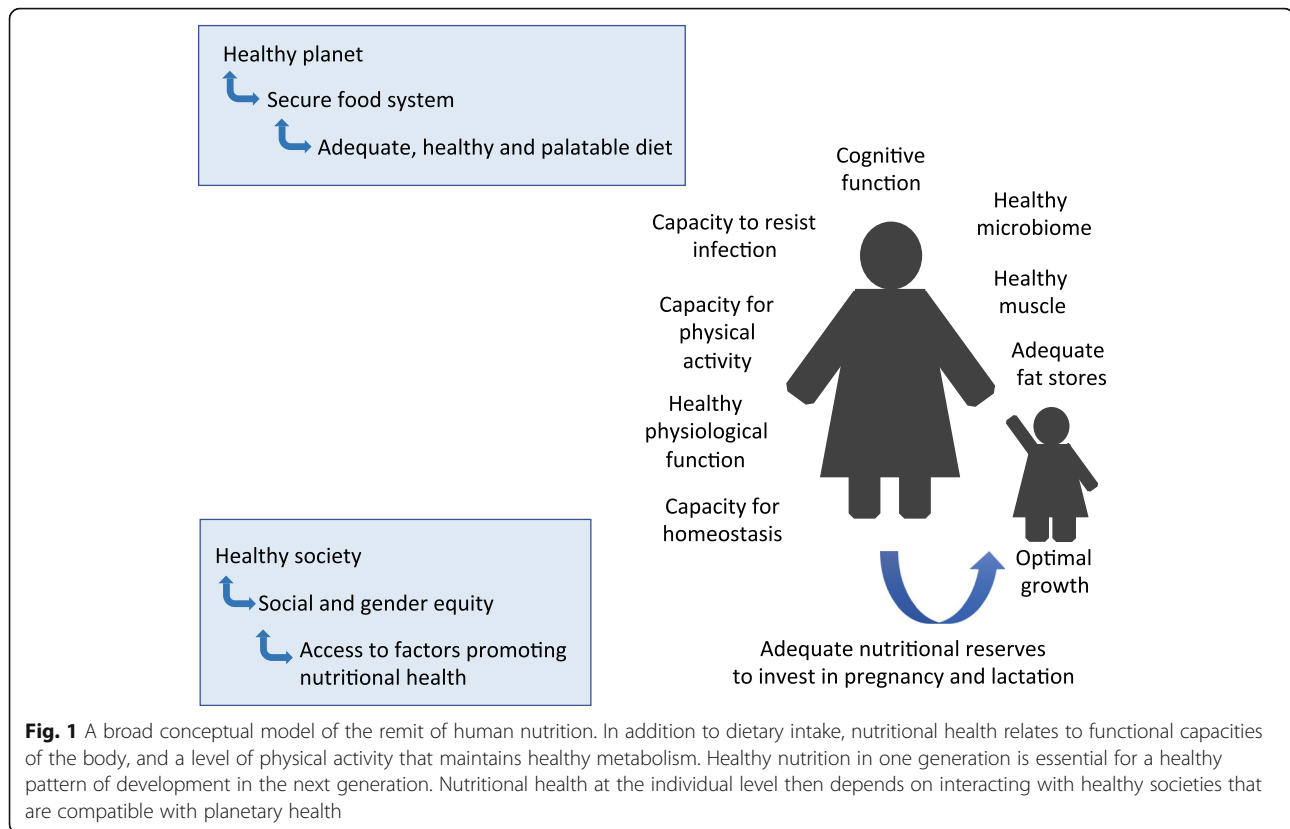 Healthy planet
Secure food system
Adequate, healthy and palatable diet
Cognitive
function
Capacity to resist
infection
Healthy
microbiome
Capacity for
physical
activity
Healthy
muscle
Adequate
fat stores
Healthy
physiological
function
Capacity for
homeostasis
Healthy society
Social and gender equity
Access to factors promoting
nutritional health
Optimal
growth
Adequate nutritional reserves
to invest in pregnancy and lactation
Fig. 1 A broad conceptual model of the remit of human nutrition. In addition to dietary intake, nutritional health relates to functional capacities
of the body, and a level of physical activity that maintains healthy metabolism. Healthy nutrition in one generation is essential for a healthy
pattern of development in the next generation. Nutritional health at the individual level then depends on interacting with healthy societies that
are compatible with planetary health